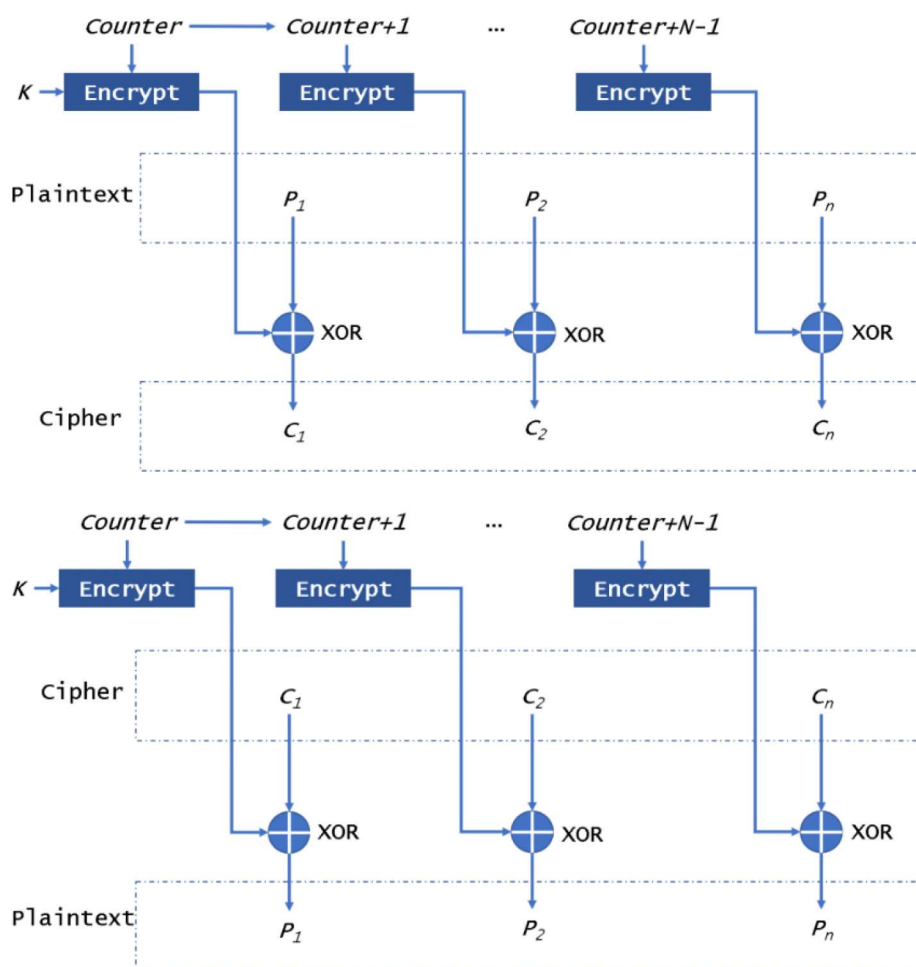 Counter Counter+1 ... Counter+N-1
K Encrypt Encrypt Encrypt
Plaintext P1 P2 Pn
XOR XOR XOR
Cipher C1 C2 Cn
Counter Counter+1 ... Counter+N-1
K Encrypt Encrypt Encrypt
Cipher C1 C2 Cn
XOR XOR XOR
Plaintext P1 P2 Pn